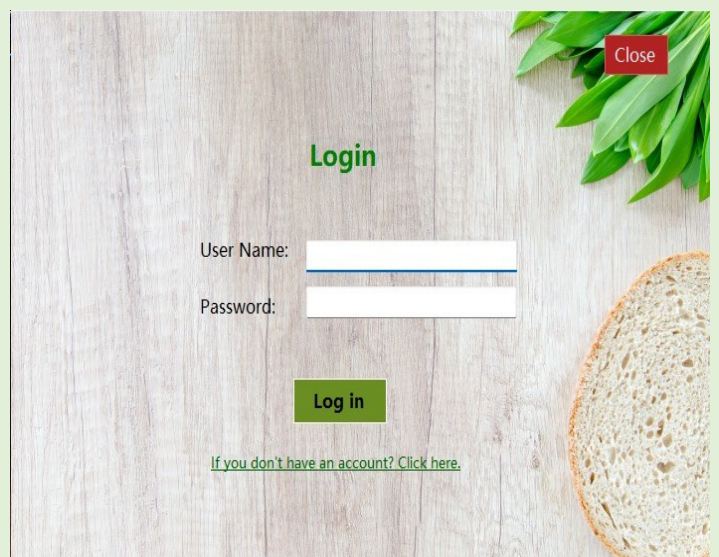 Close
Login
User Name:
Password:
Log in
If you don't have an account? Click here.